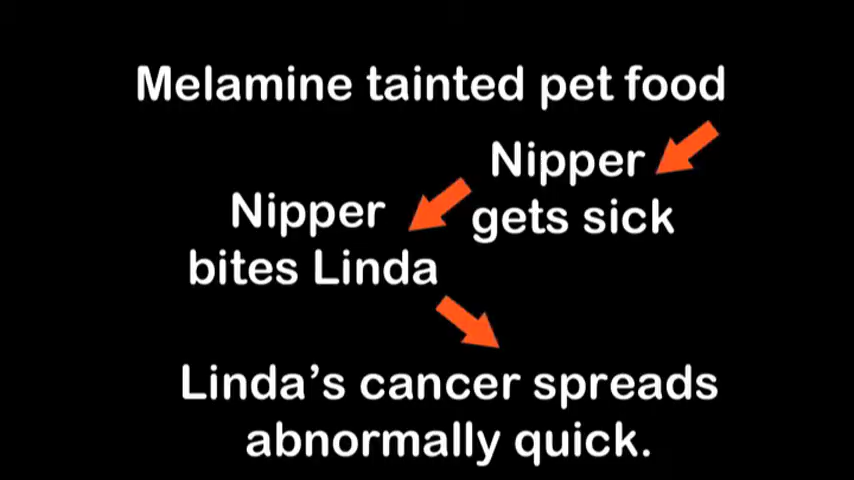 Melamine tainted pet food
Nipper
gets sick
Nipper
bites Linda
Linda's cancer spreads
abnormally quick.